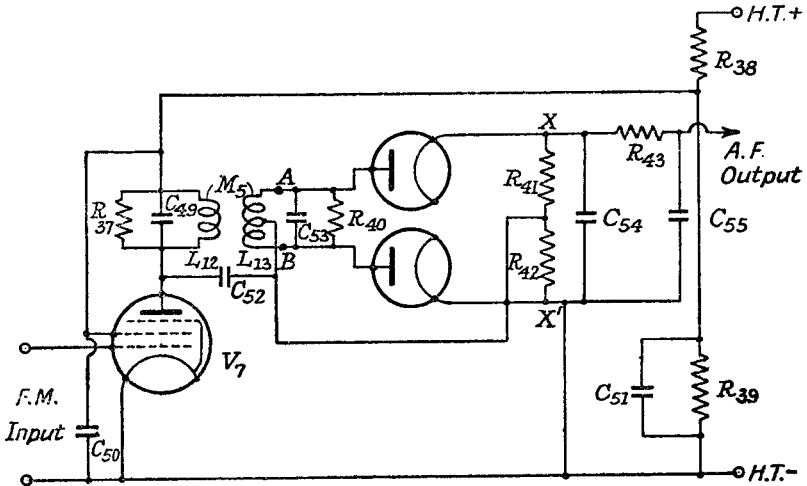 H.T.+
R38
X
R43
A.F.
Output
(M5)
A
R41
R37
C49
C53
R40
C54
C55
L12
L13
B
R42
C52
X'
V7
F.M.
Input
C50
C51
R39
H.T.-